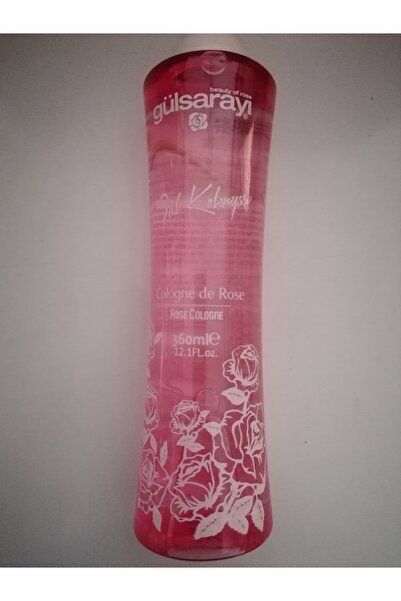 beauty of rose
gülsarayı
®
Gül Kolonyası
Cologne de Rose
ROSE COLOGNE
360ml e
12.1FL.oz.